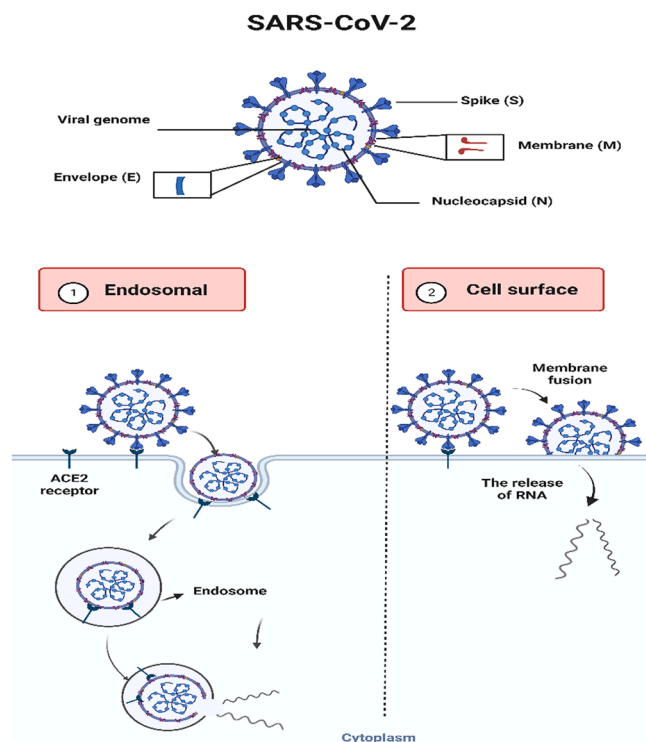 SARS-CoV-2
Spike (S)
Viral genome
Membrane (M)
Envelope (E)
Nucleocapsid (N)
1 Endosomal
2 Cell surface
Membrane
fusion
ACE2
receptor
The release
of RNA
Endosome
Cytoplasm